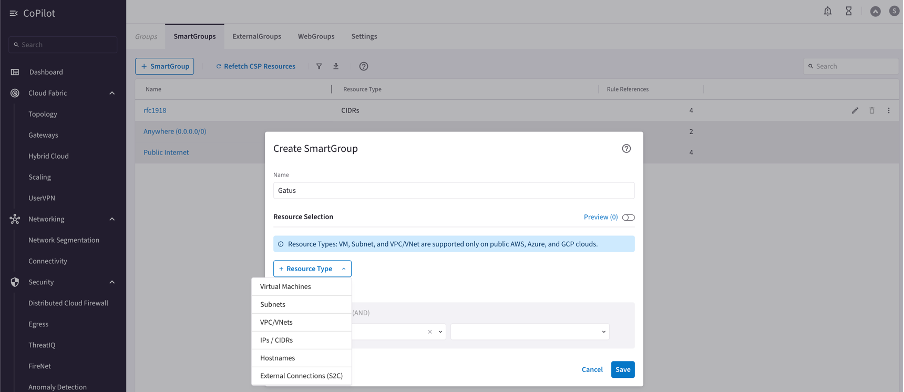 CoPilot
Search
Dashboard
Cloud Fabric
Topology
Gateways
Hybrid Cloud
Scaling
UserVPN
Networking
Network Segmentation
Connectivity
Security
Distributed Cloud Firewall
Egress
ThreatIQ
FireNet
Anomaly Detection
S
Groups SmartGroups ExternalGroups WebGroups Settings
+ SmartGroup Refetch CSP Resources Search
Name Resource Type Rule References
rfc1918 CIDRs 4
Anywhere (0.0.0.0/0) 2
Public Internet 4
Create SmartGroup
Name
Gatus
Resource Selection Preview (0)
Resource Types: VM, Subnet, and VPC/VNet are supported only on public AWS, Azure, and GCP clouds.
+ Resource Type
Virtual Machines
Subnets
VPC/VNets
(AND)
IPs / CIDRs
Hostnames
External Connections (S2C)
Cancel Save